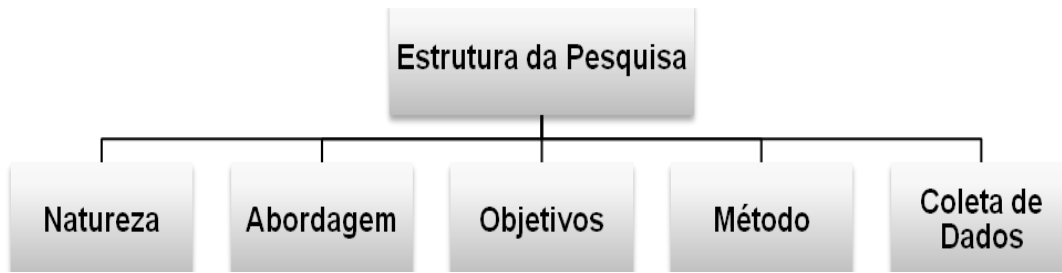 Estrutura da Pesquisa
Natureza
Abordagem
Objetivos
Método
Coleta de
Dados